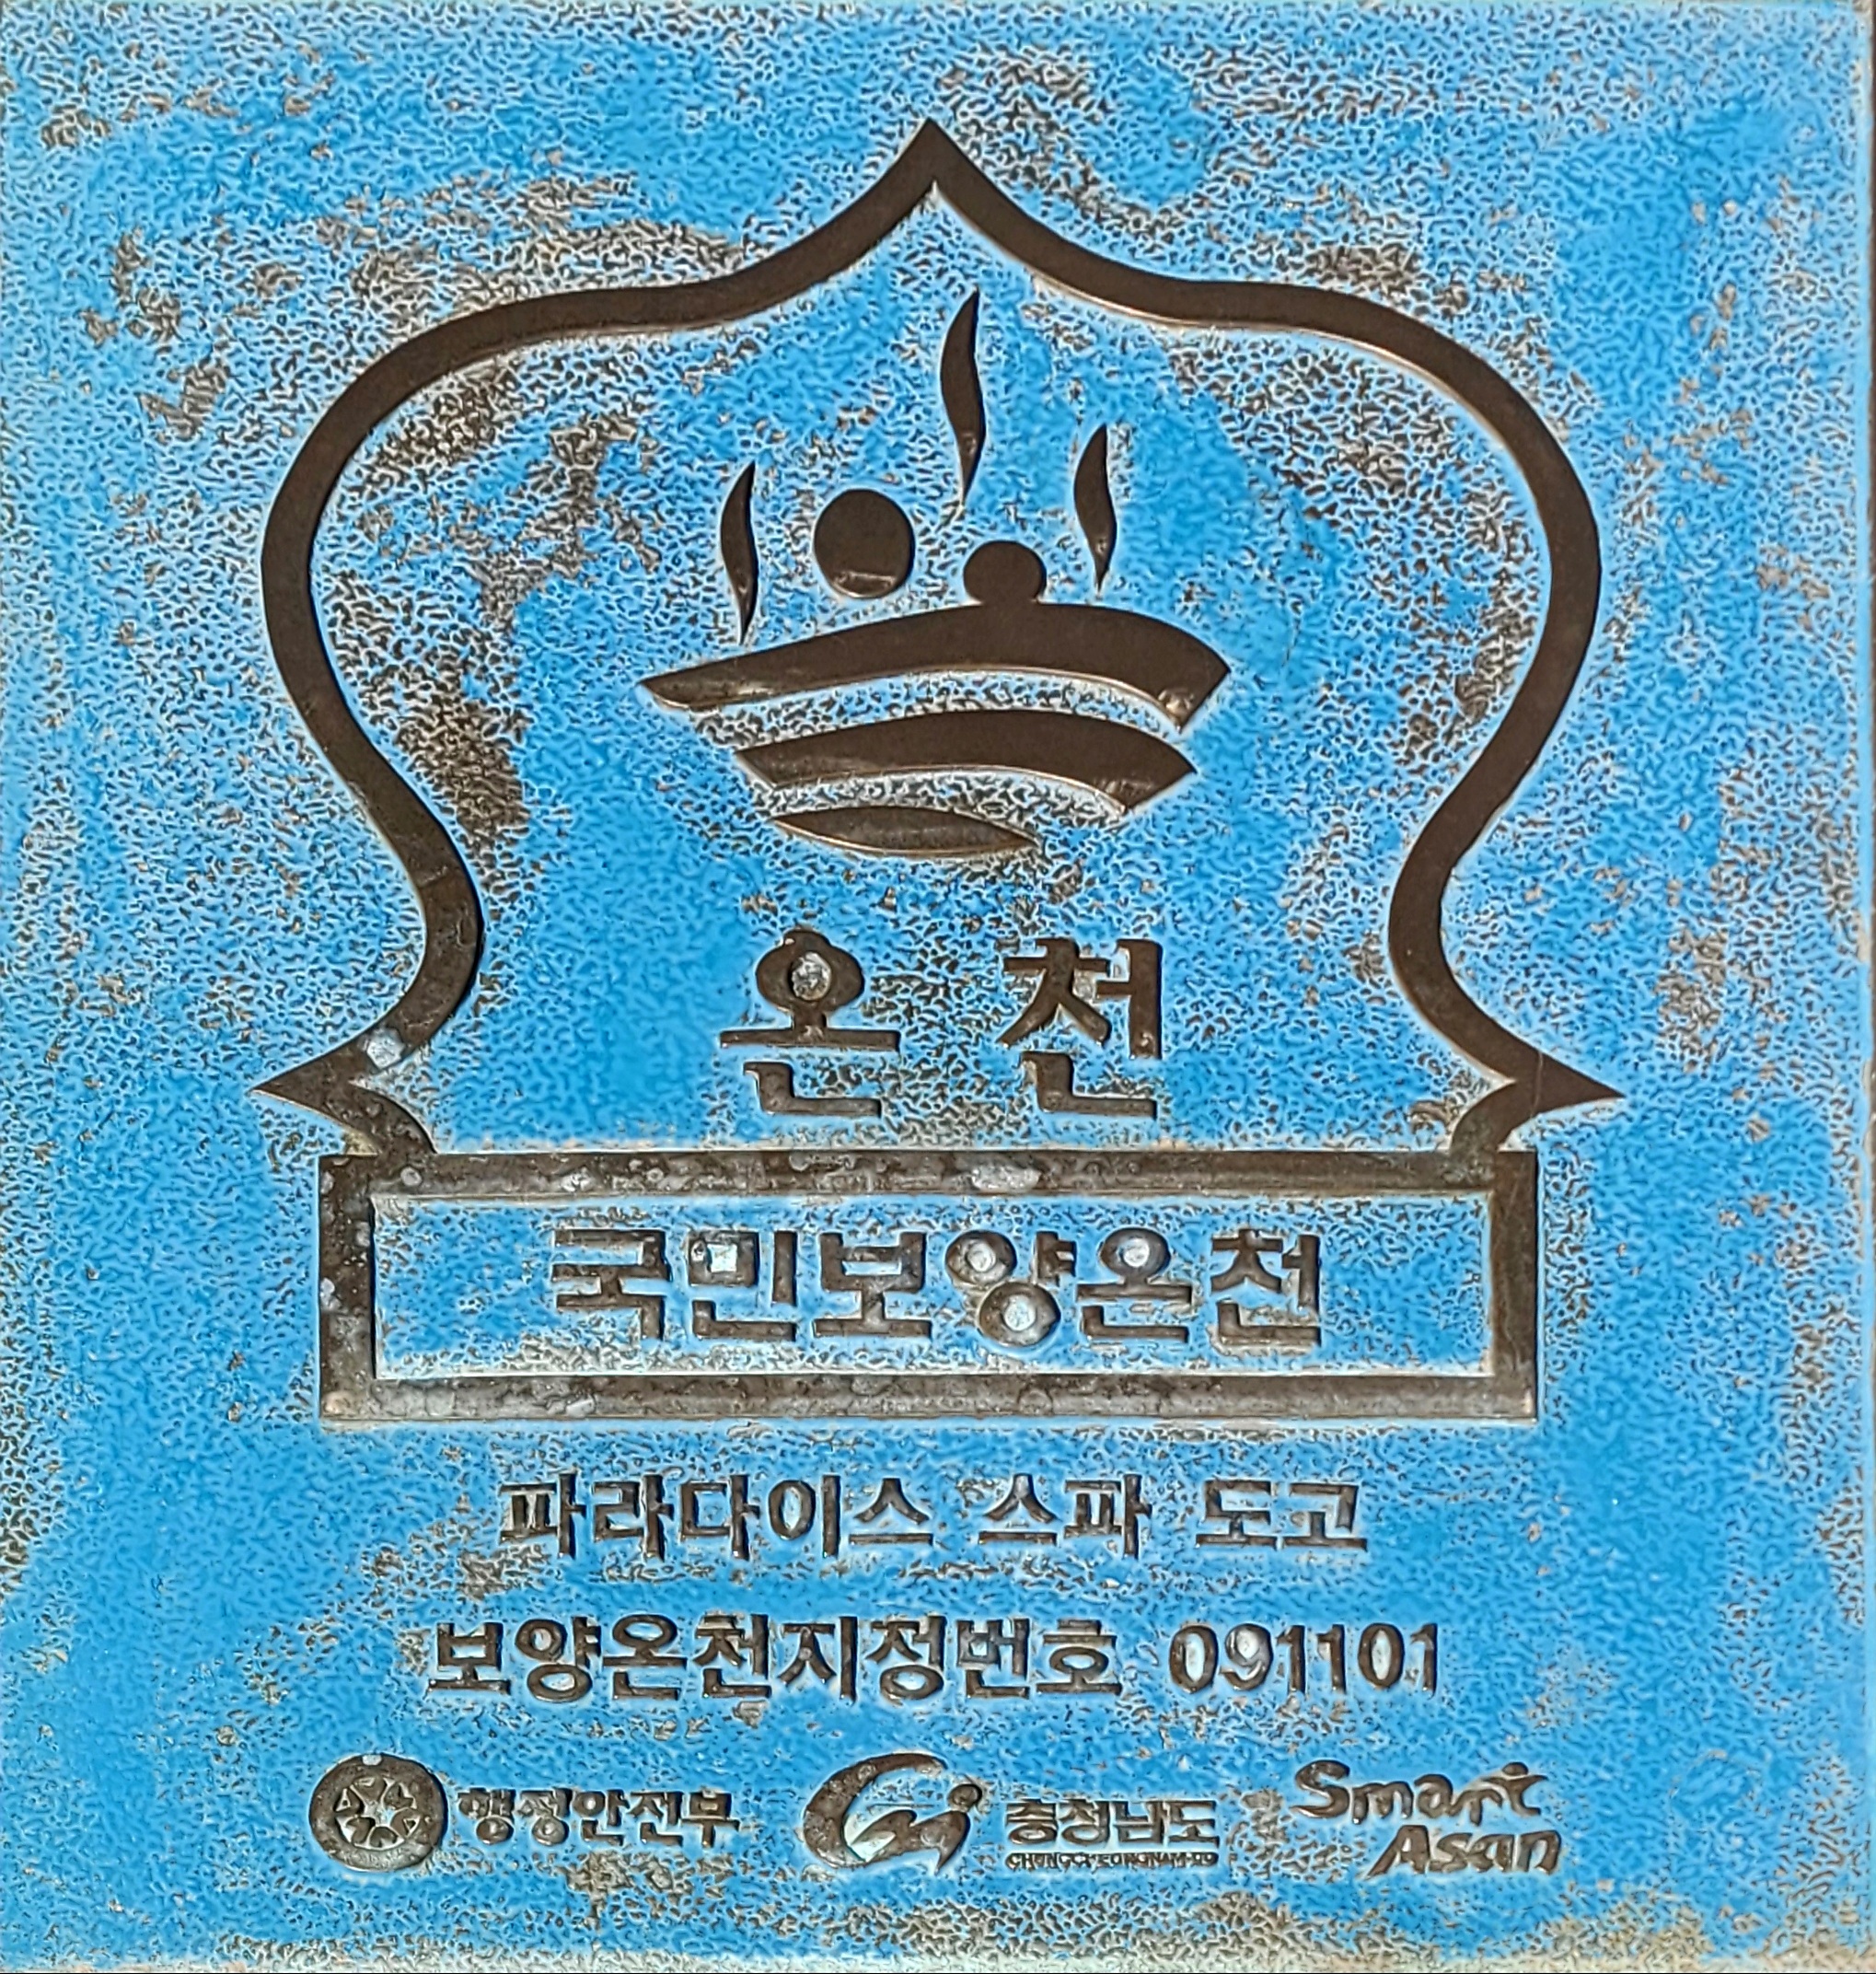 온천
국민보양온천
파라다이스 스파 도고
보양온천지정번호 091101
행정안전부
충청남도
CHUNGCHEONGNAM-DO
Smart
Asan